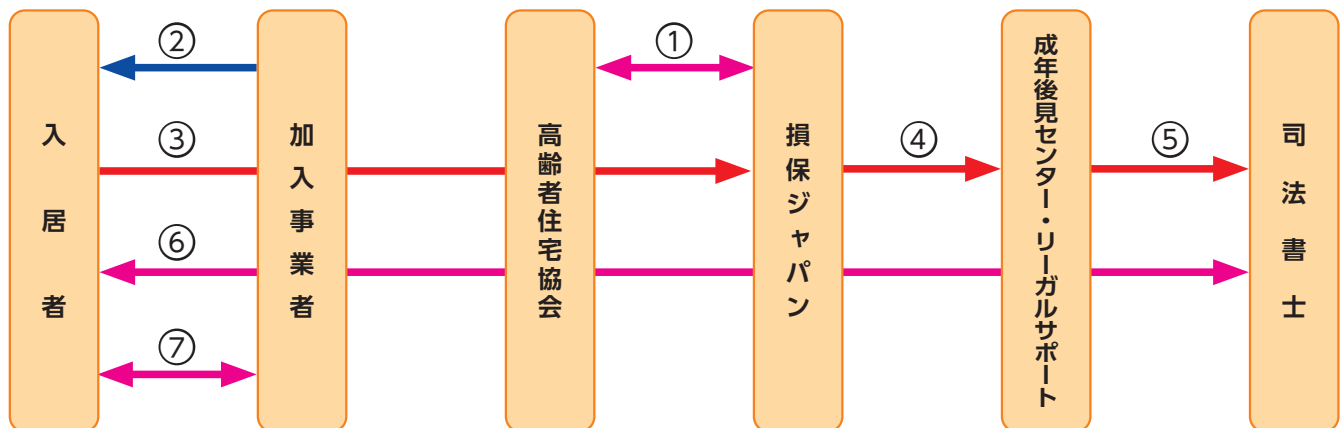 入居者
②
③
⑥
⑦
加入事業者
高齢者住宅協会
①
損保ジャパン
④
成年後見センター・リーガルサポート
⑤
司法書士